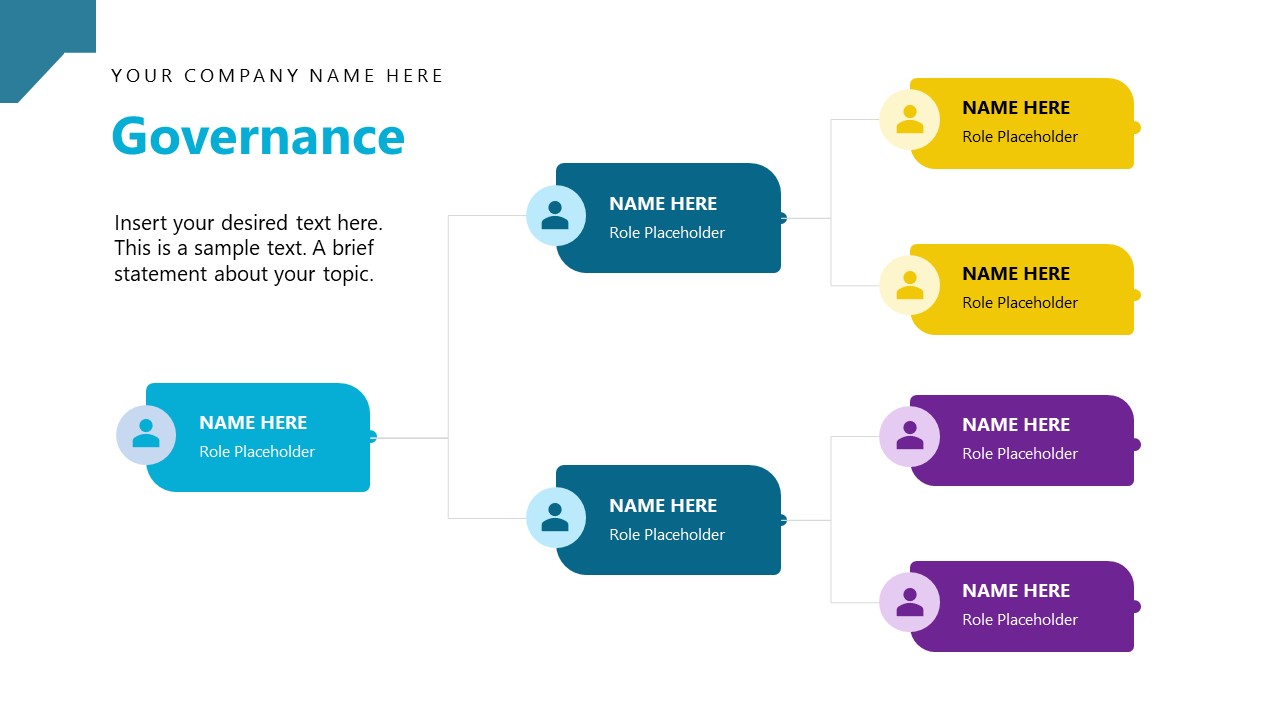 YOUR COMPANY NAME HERE
Governance
Insert your desired text here.
This is a sample text. A brief
statement about your topic.
NAME HERE
Role Placeholder
NAME HERE
Role Placeholder
NAME HERE
Role Placeholder
NAME HERE
Role Placeholder
NAME HERE
Role Placeholder
NAME HERE
Role Placeholder
NAME HERE
Role Placeholder